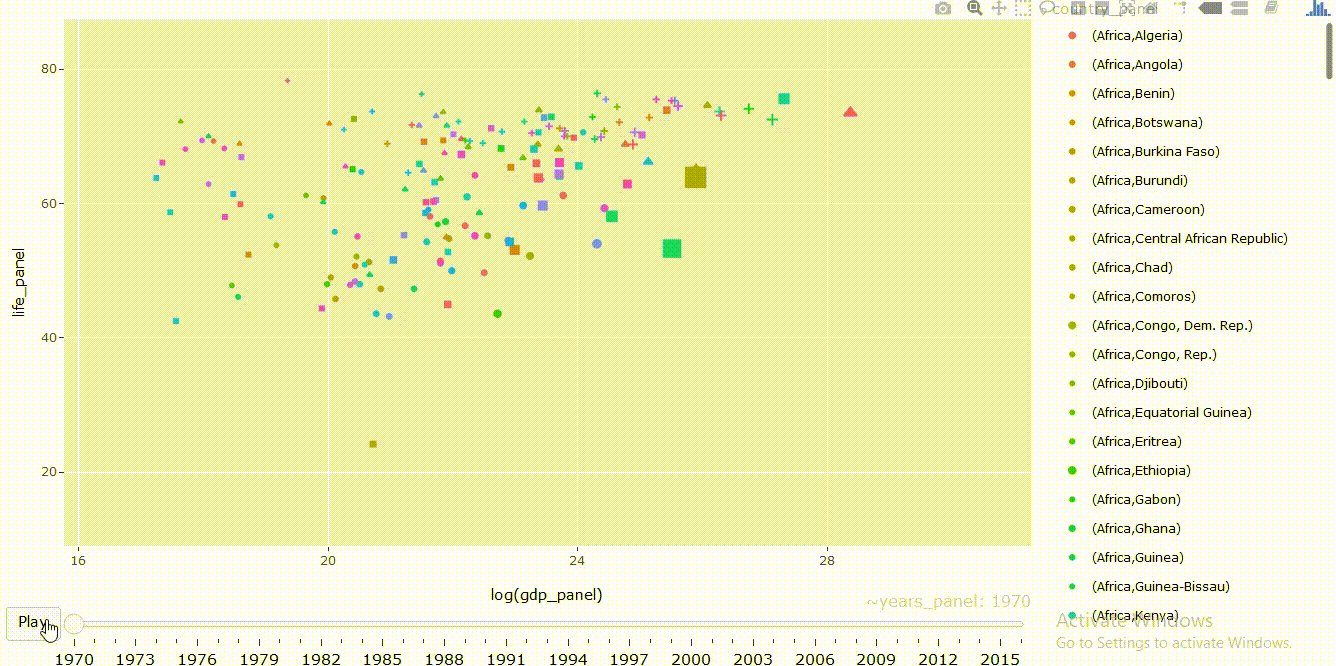 country_panel
(Africa,Algeria)
(Africa,Angola)
(Africa,Benin)
(Africa,Botswana)
(Africa,Burkina Faso)
(Africa,Burundi)
(Africa,Cameroon)
(Africa,Central African Republic)
(Africa,Chad)
(Africa,Comoros)
(Africa,Congo, Dem. Rep.)
(Africa,Congo, Rep.)
(Africa,Djibouti)
(Africa,Equatorial Guinea)
(Africa,Eritrea)
(Africa,Ethiopia)
(Africa,Gabon)
(Africa,Ghana)
(Africa,Guinea)
(Africa,Guinea-Bissau)
(Africa,Kenya)
80
60
40
20
life_panel
16 20 24 28
log(gdp_panel)
~years_panel: 1970
Play
1970 1973 1976 1979 1982 1985 1988 1991 1994 1997 2000 2003 2006 2009 2012 2015
Activate Windows
Go to Settings to activate Windows.